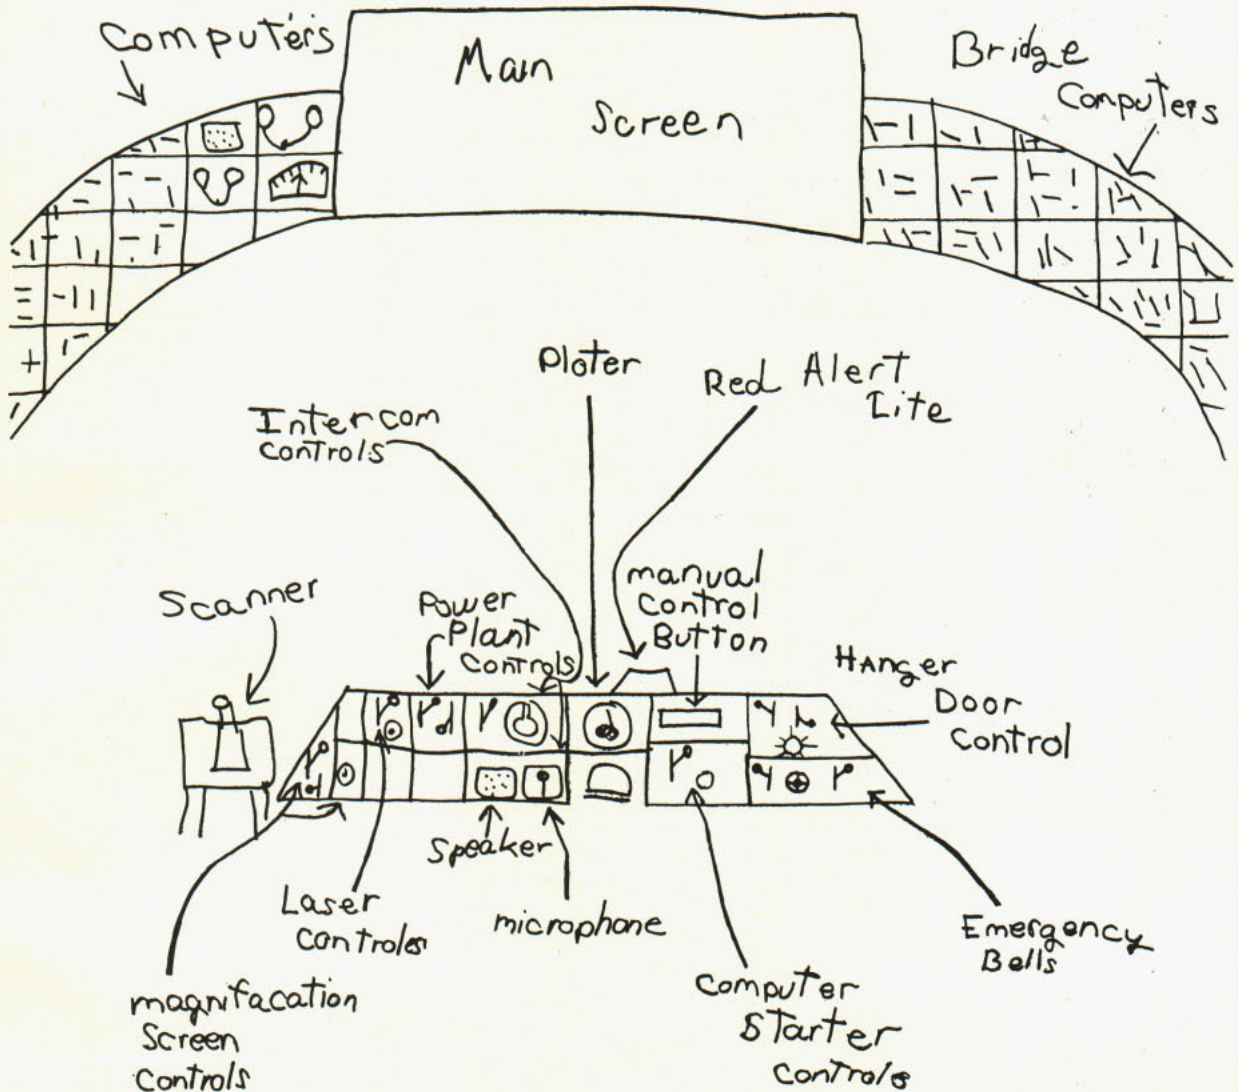 Computers
Main
Screen
Bridge
Computers
Ploter
Red Alert
Lite
Intercom
Controls
Scanner
Power
Plant
Controls
manual
Control
Button
Hanger
Door
Control
Speaker
Laser
Controles
microphone
Emergency
Bells
magnifacation
Screen
Controls
Computer
Starter
Controls